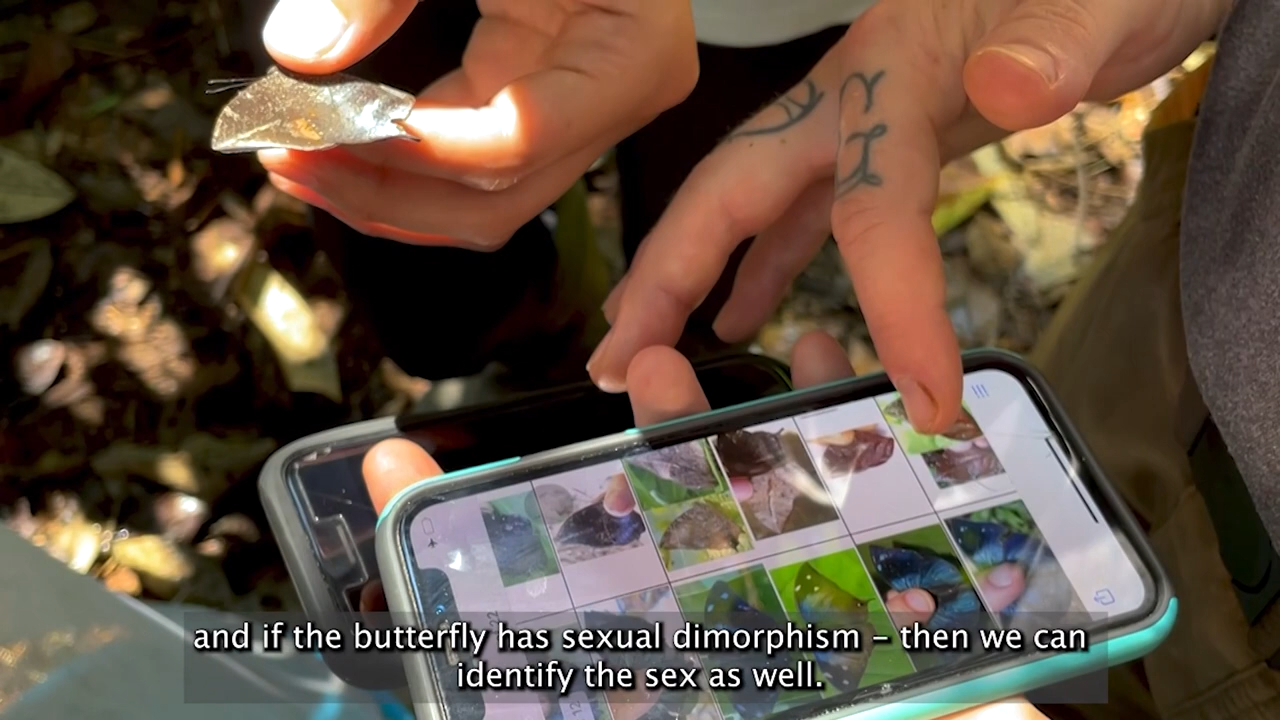 and if the butterfly has sexual dimorphism – then we can
identify the sex as well.